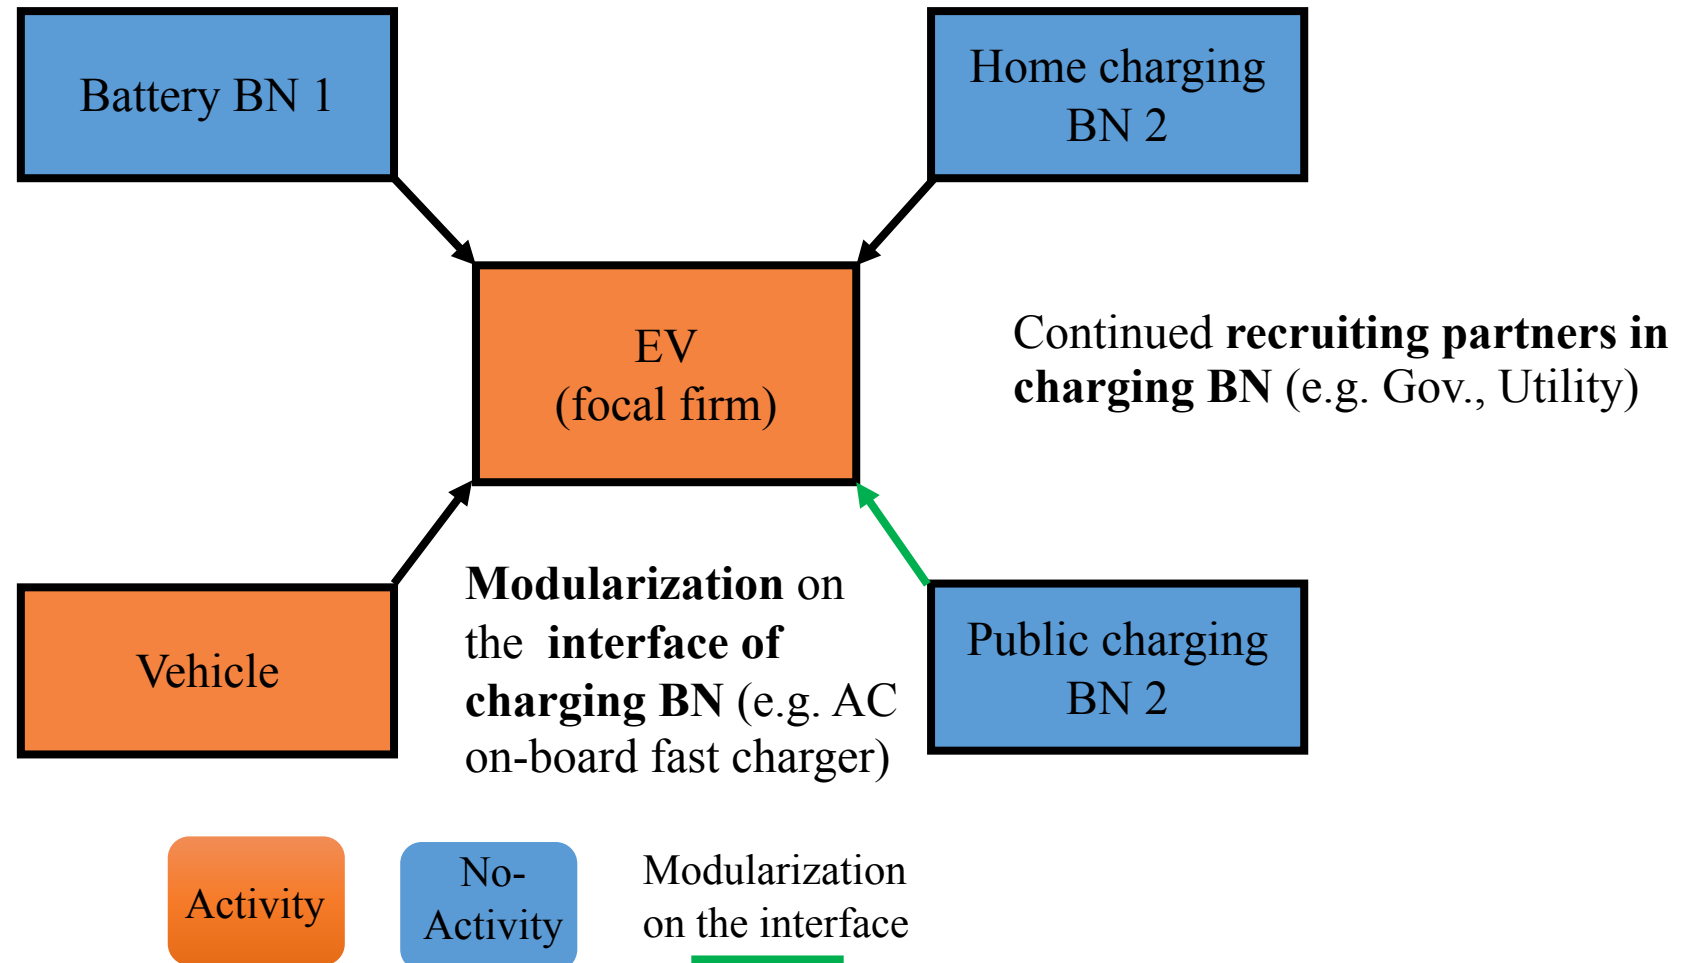 Battery BN 1
Home charging
BN 2
EV
(focal firm)
Continued recruiting partners in
charging BN (e.g. Gov., Utility)
Modularization on
the interface of
charging BN (e.g. AC
on-board fast charger)
Vehicle
Public charging
BN 2
Activity
No-
Activity
Modularization
on the interface